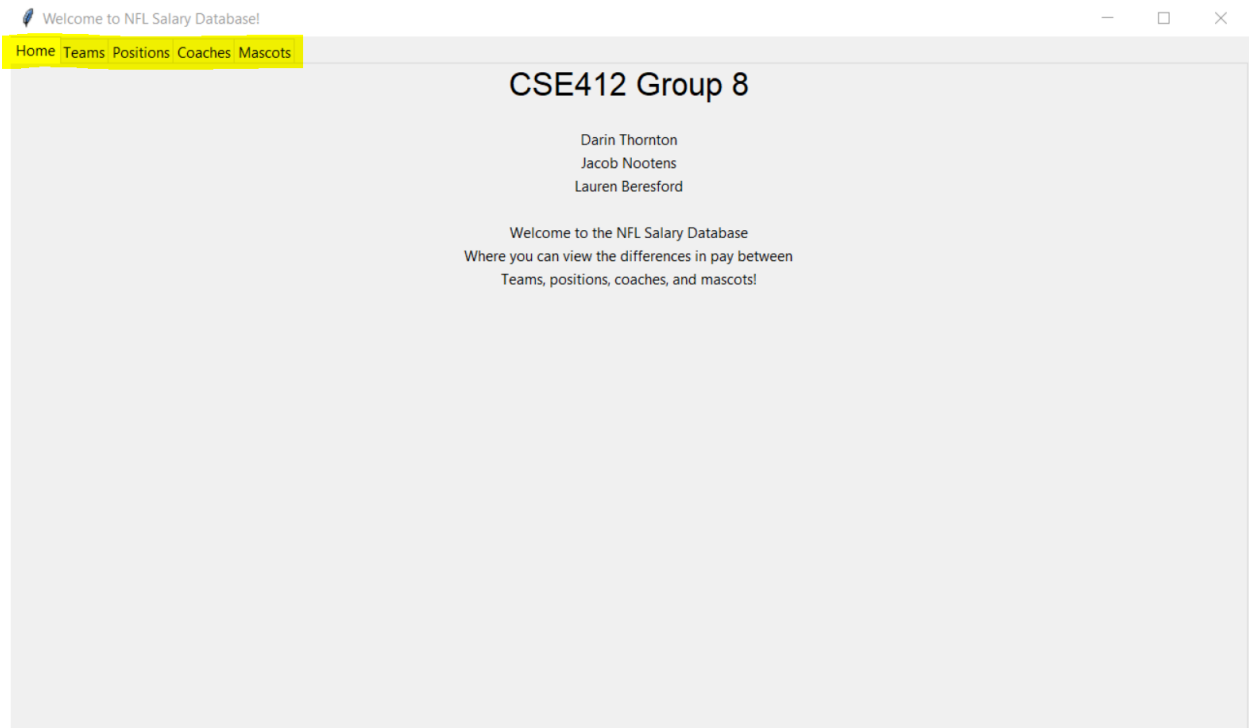 Welcome to NFL Salary Database!
Home Teams Positions Coaches Mascots
CSE412 Group 8
Darin Thornton
Jacob Nootens
Lauren Beresford
Welcome to the NFL Salary Database
Where you can view the differences in pay between
Teams, positions, coaches, and mascots!